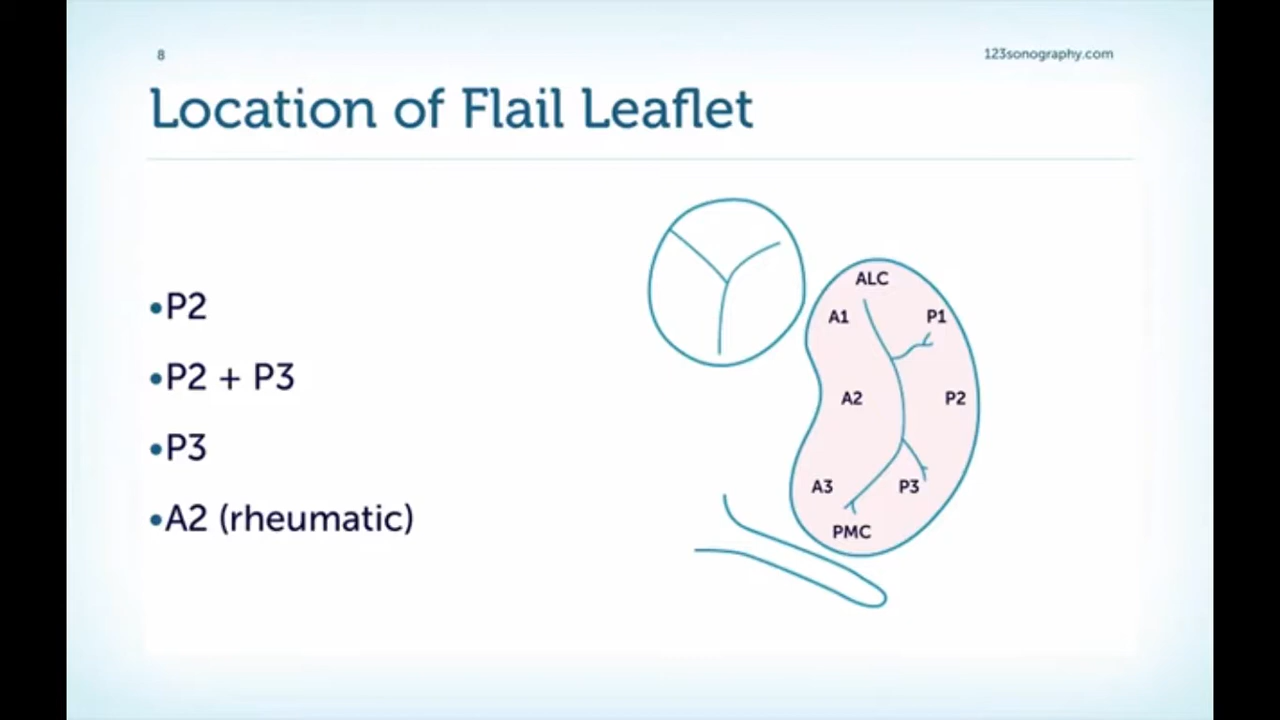 8
123sonography.com
Location of Flail Leaflet
•P2
•P2 + P3
•P3
•A2 (rheumatic)
ALC
A1
P1
A2
P2
A3
P3
PMC